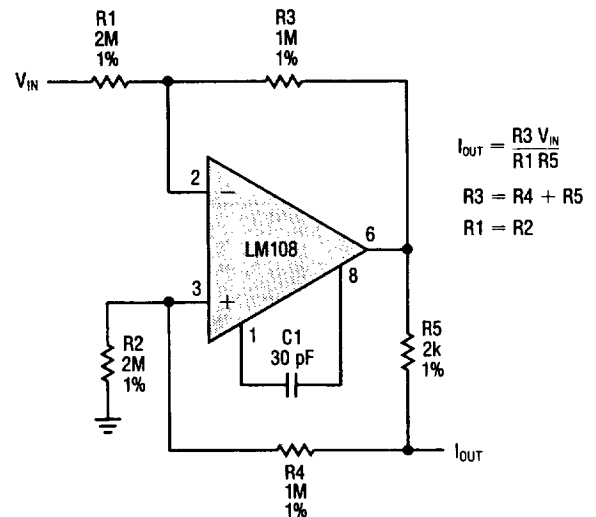 R1
2M
1%
R3
1M
1%
V_IN
I_OUT = R3 V_IN / R1 R5
R3 = R4 + R5
R1 = R2
2
−
LM108
6
8
3
+
1
C1
30 pF
R2
2M
1%
R5
2k
1%
R4
1M
1%
I_OUT